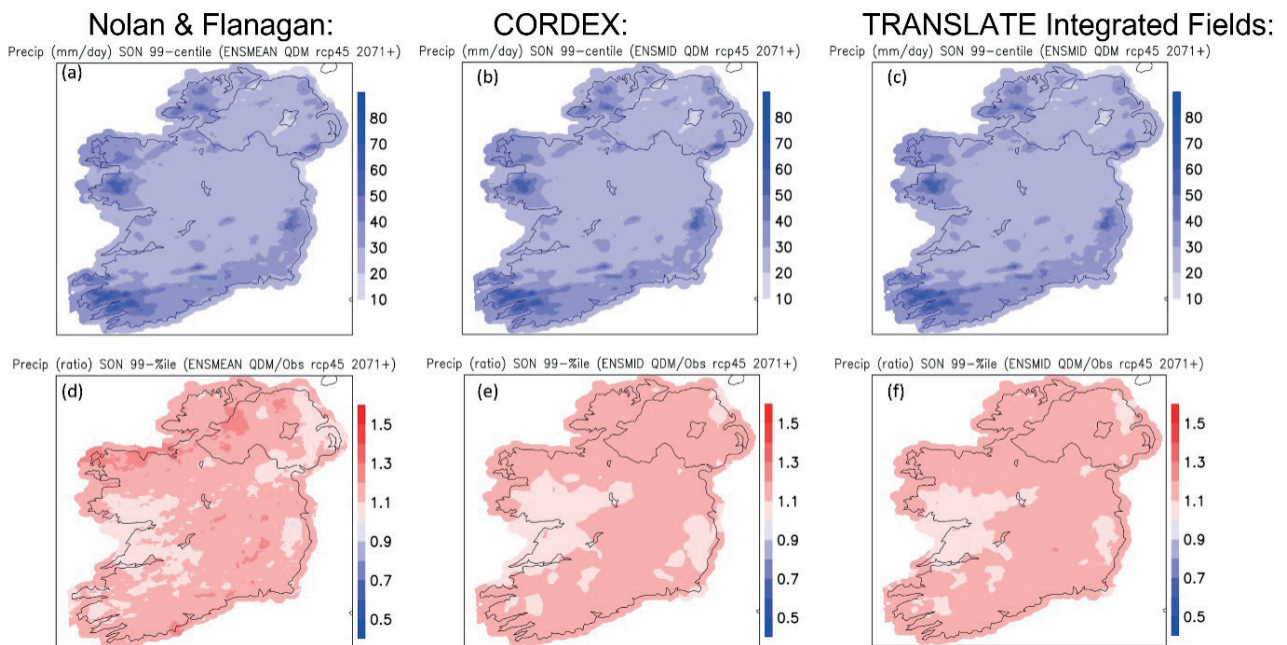 Nolan & Flanagan:
CORDEX:
TRANSLATE Integrated Fields:
Precip (mm/day) SON 99-centile (ENSMEAN QDM rcp45 2071+)
Precip (mm/day) SON 99-centile (ENSMID QDM rcp45 2071+)
Precip (mm/day) SON 99-centile (ENSMID QDM rcp45 2071+)
(a)
80
70
60
50
40
30
20
10
(b)
80
70
60
50
40
30
20
10
(c)
80
70
60
50
40
30
20
10
Precip (ratio) SON 99-%ile (ENSMEAN QDM/Obs rcp45 2071+)
Precip (ratio) SON 99-%ile (ENSMID QDM/Obs rcp45 2071+)
Precip (ratio) SON 99-%ile (ENSMID QDM/Obs rcp45 2071+)
(d)
1.5
1.3
1.1
0.9
0.7
0.5
(e)
1.5
1.3
1.1
0.9
0.7
0.5
(f)
1.5
1.3
1.1
0.9
0.7
0.5